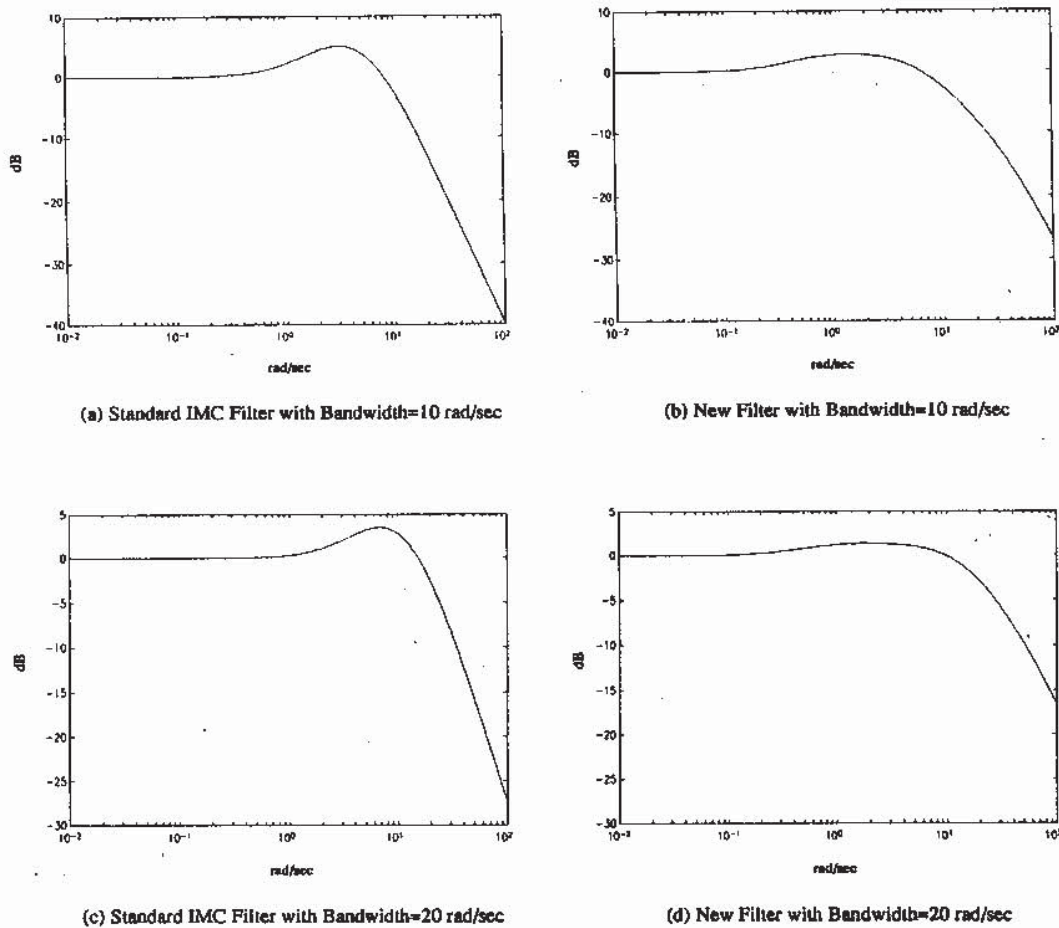 10
0
-10
-20
-30
-40
dB
10⁻² 10⁻¹ 10⁰ 10¹ 10²
rad/sec
(a) Standard IMC Filter with Bandwidth=10 rad/sec
10
0
-10
-20
-30
-40
dB
10⁻² 10⁻¹ 10⁰ 10¹
rad/sec
(b) New Filter with Bandwidth=10 rad/sec
5
0
-5
-10
-15
-20
-25
-30
dB
10⁻² 10⁻¹ 10⁰ 10¹ 10²
rad/sec
(c) Standard IMC Filter with Bandwidth=20 rad/sec
5
0
-5
-10
-15
-20
-25
-30
dB
10⁻¹ 10⁰ 10¹
rad/sec
(d) New Filter with Bandwidth=20 rad/sec